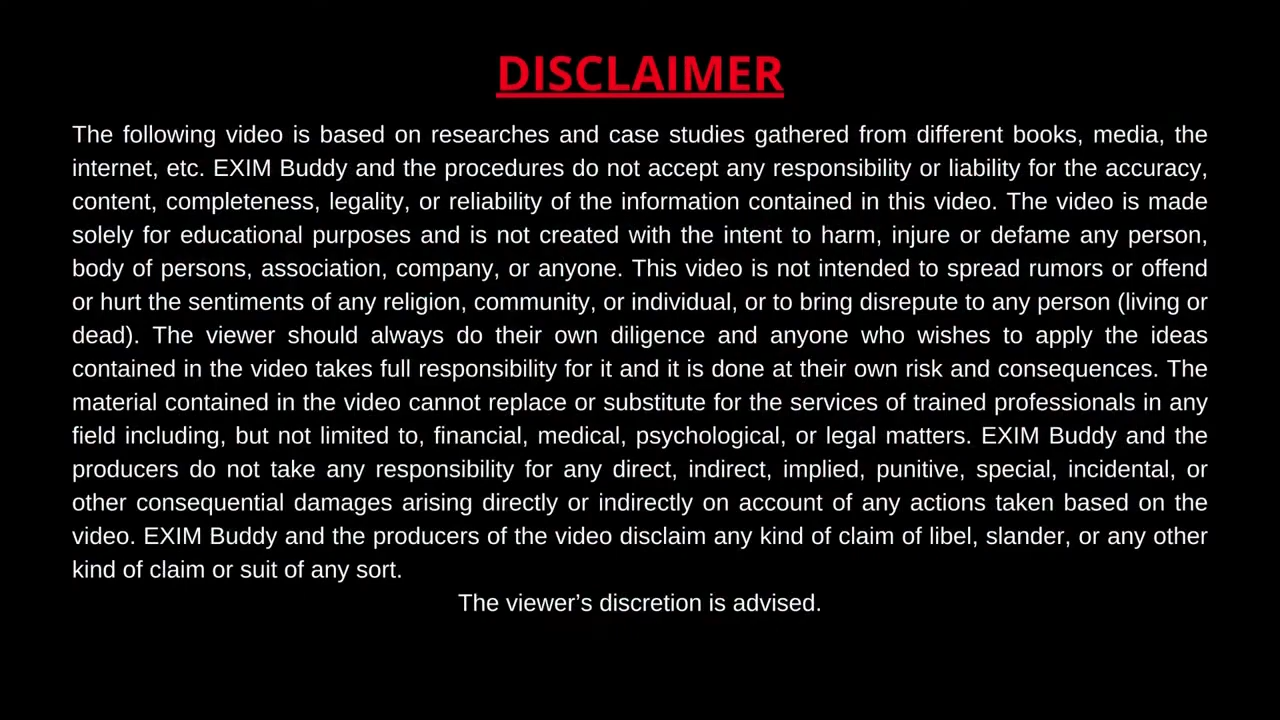 DISCLAIMER
The following video is based on researches and case studies gathered from different books, media, the
internet, etc. EXIM Buddy and the procedures do not accept any responsibility or liability for the accuracy,
content, completeness, legality, or reliability of the information contained in this video. The video is made
solely for educational purposes and is not created with the intent to harm, injure or defame any person,
body of persons, association, company, or anyone. This video is not intended to spread rumors or offend
or hurt the sentiments of any religion, community, or individual, or to bring disrepute to any person (living or
dead). The viewer should always do their own diligence and anyone who wishes to apply the ideas
contained in the video takes full responsibility for it and it is done at their own risk and consequences. The
material contained in the video cannot replace or substitute for the services of trained professionals in any
field including, but not limited to, financial, medical, psychological, or legal matters. EXIM Buddy and the
producers do not take any responsibility for any direct, indirect, implied, punitive, special, incidental, or
other consequential damages arising directly or indirectly on account of any actions taken based on the
video. EXIM Buddy and the producers of the video disclaim any kind of claim of libel, slander, or any other
kind of claim or suit of any sort.
The viewer’s discretion is advised.